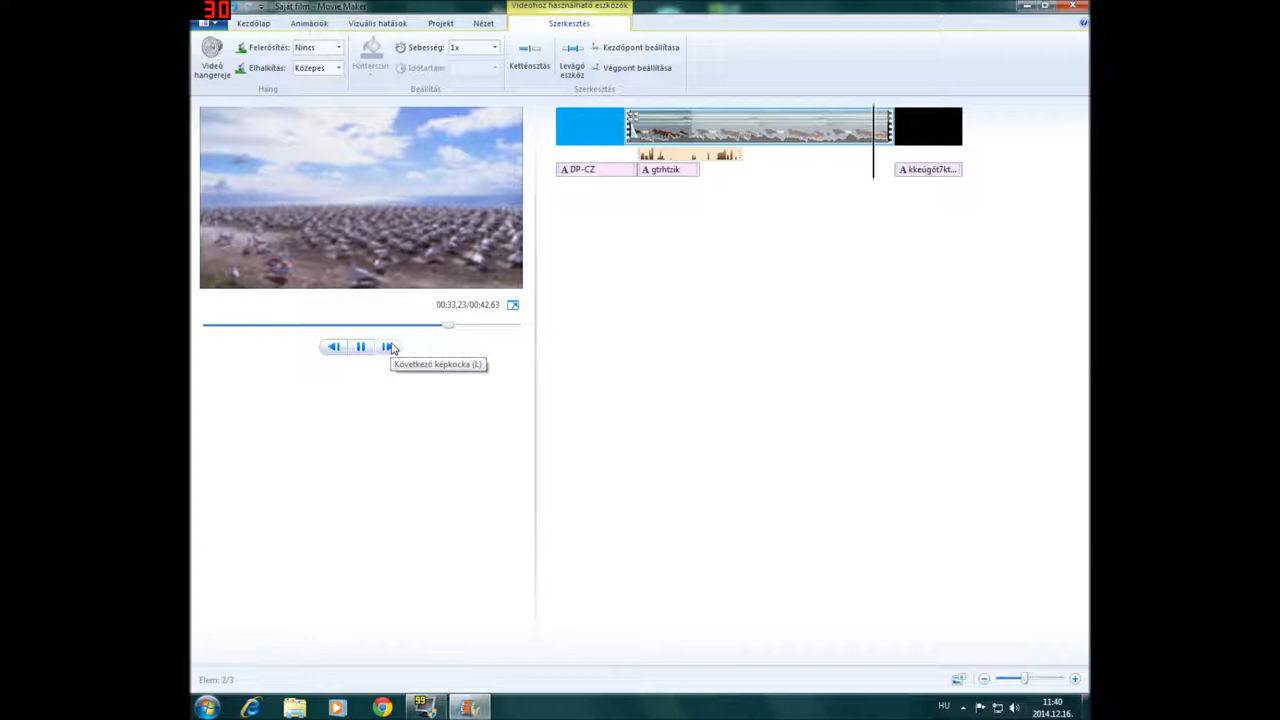 30
Saját film - Movie Maker
Videóhoz használható eszközök
Kezdőlap Animációk Vizuális hatások Projekt Nézet Szerkesztés
Videó hangereje
Felerősítés: Nincs
Elhalkítás: Közepes
Hang
Háttérszín
Sebesség: 1x
Időtartam:
Beállítás
Kettéosztás
Levágó eszköz
Kezdőpont beállítása
Végpont beállítása
Szerkesztés
A DP-CZ
A gtrhtzik
A kkeúgőt7kt...
00:33,23/00:42,63
Következő képkocka (L)
Elem: 2/3
99
HU
11:40
2014.12.16.